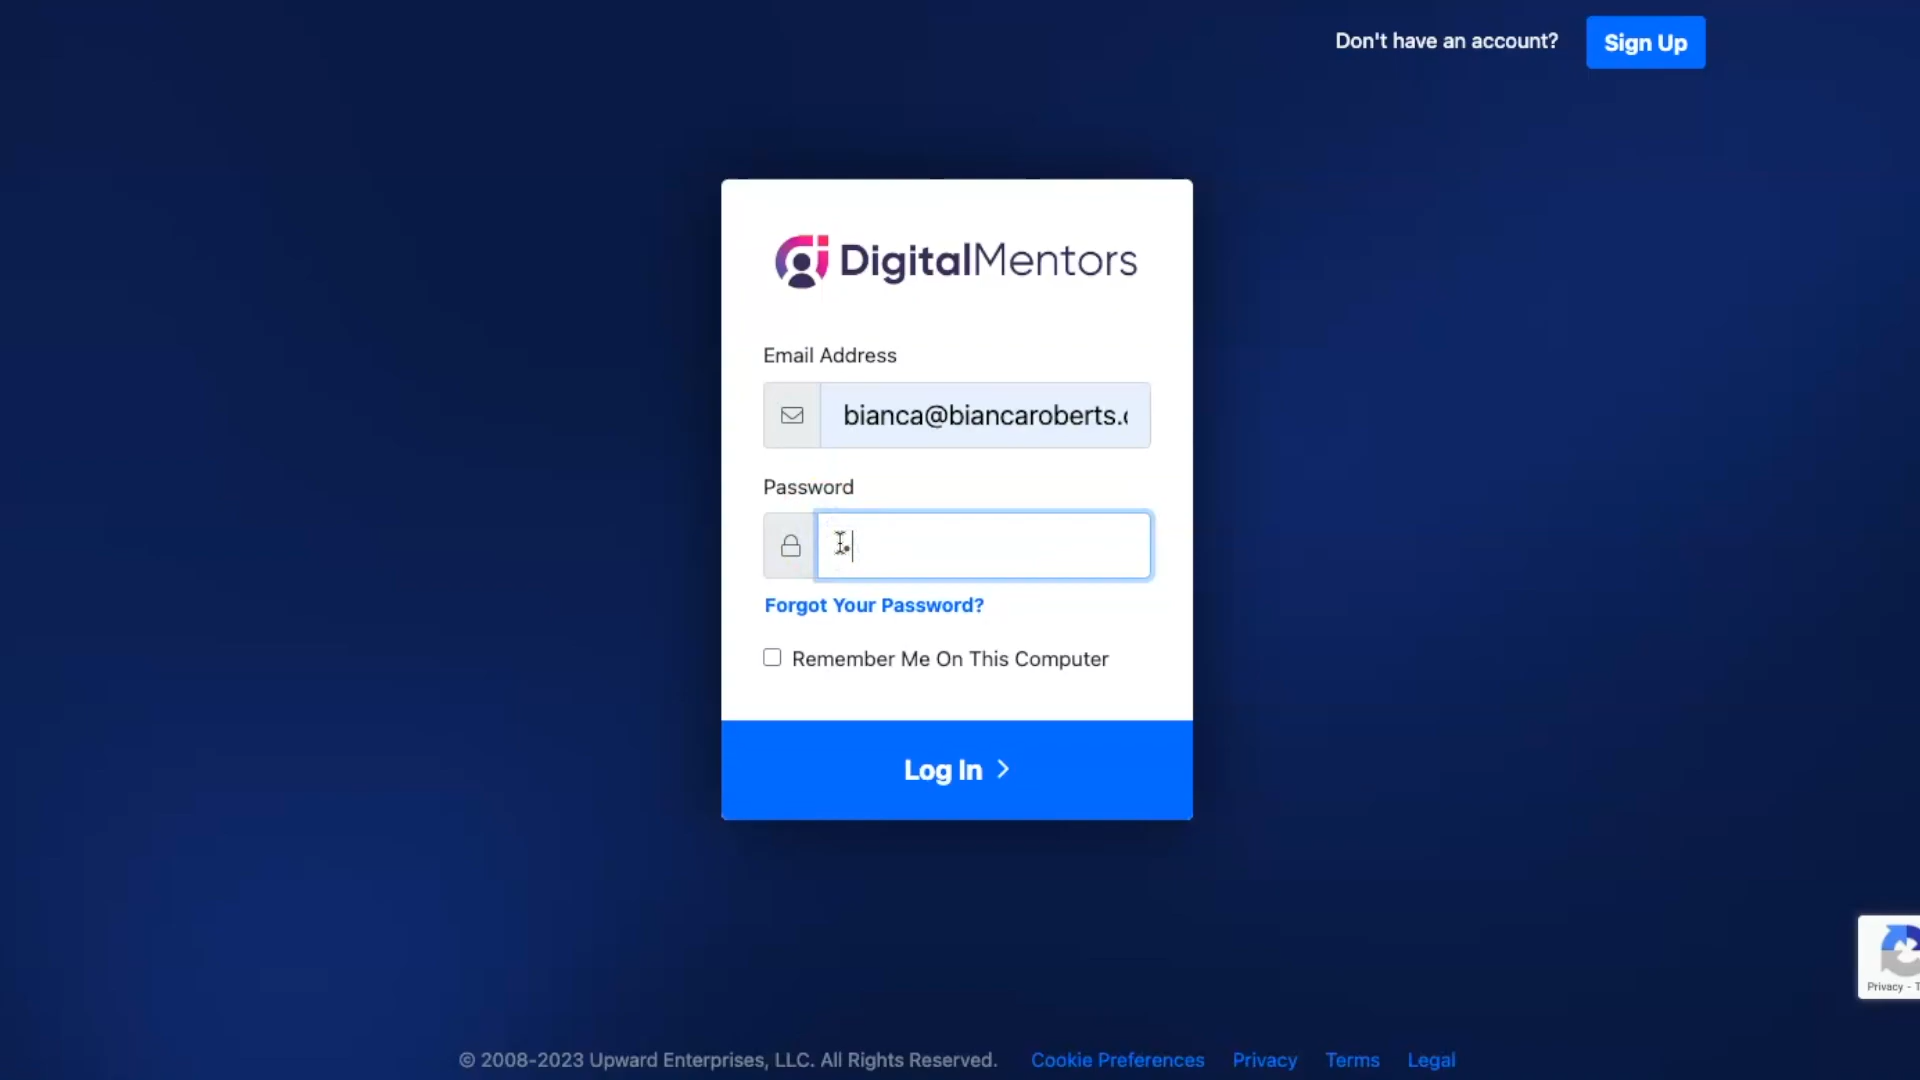 Don't have an account?
Sign Up
DigitalMentors
Email Address
bianca@biancaroberts.
Password
Forgot Your Password?
Remember Me On This Computer
Log In
Privacy -
© 2008-2023 Upward Enterprises, LLC. All Rights Reserved. Cookie Preferences Privacy Terms Legal